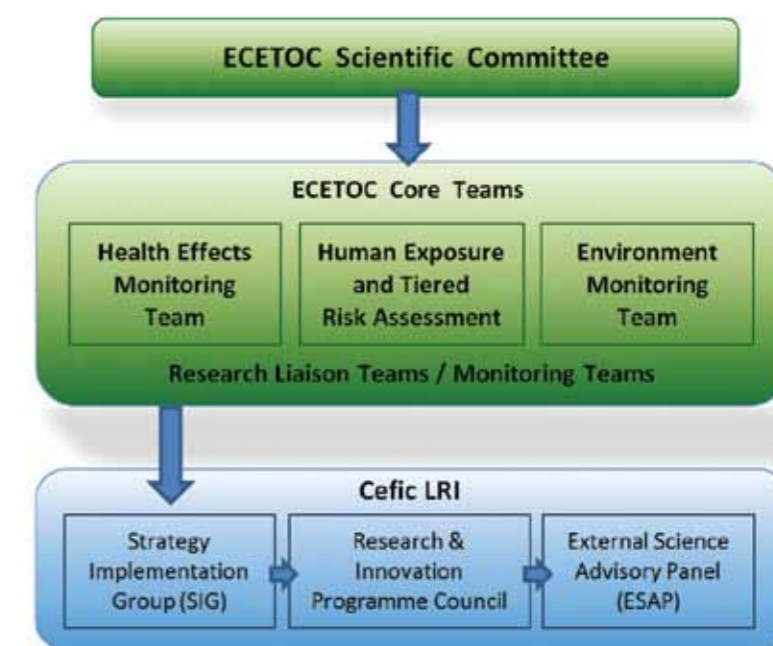 ECETOC Scientific Committee
ECETOC Core Teams
Health Effects
Monitoring
Team
Human Exposure
and Tiered
Risk Assessment
Environment
Monitoring
Team
Research Liaison Teams / Monitoring Teams
Cefic LRI
Strategy
Implementation
Group (SIG)
Research &
Innovation
Programme Council
External Science
Advisory Panel
(ESAP)